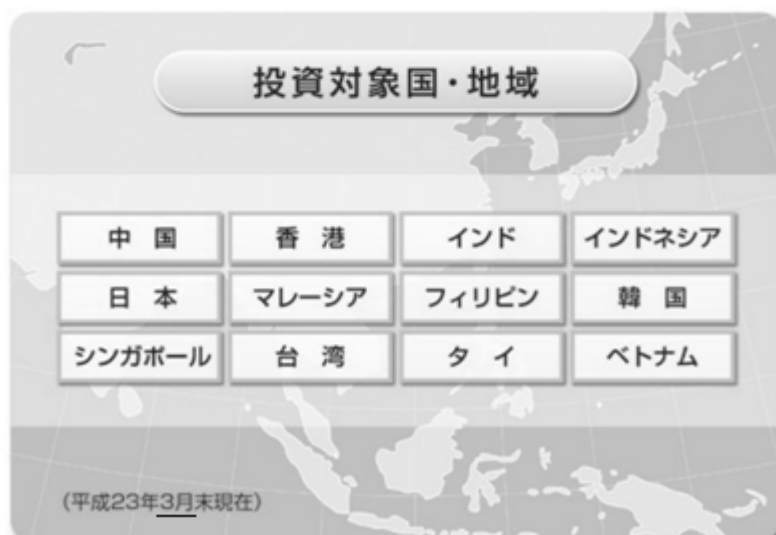 投資対象国・地域
中国 香港 インド インドネシア
日本 マレーシア フィリピン 韓国
シンガポール 台湾 タイ ベトナム
(平成23年3月末現在)